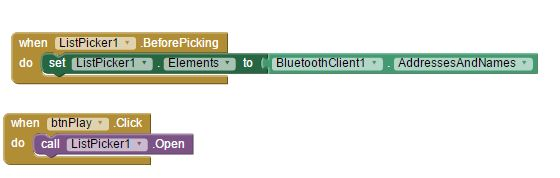 when ListPicker1 .BeforePicking
do set ListPicker1 . Elements to BluetoothClient1 . AddressesAndNames
when btnPlay .Click
do call ListPicker1 .Open